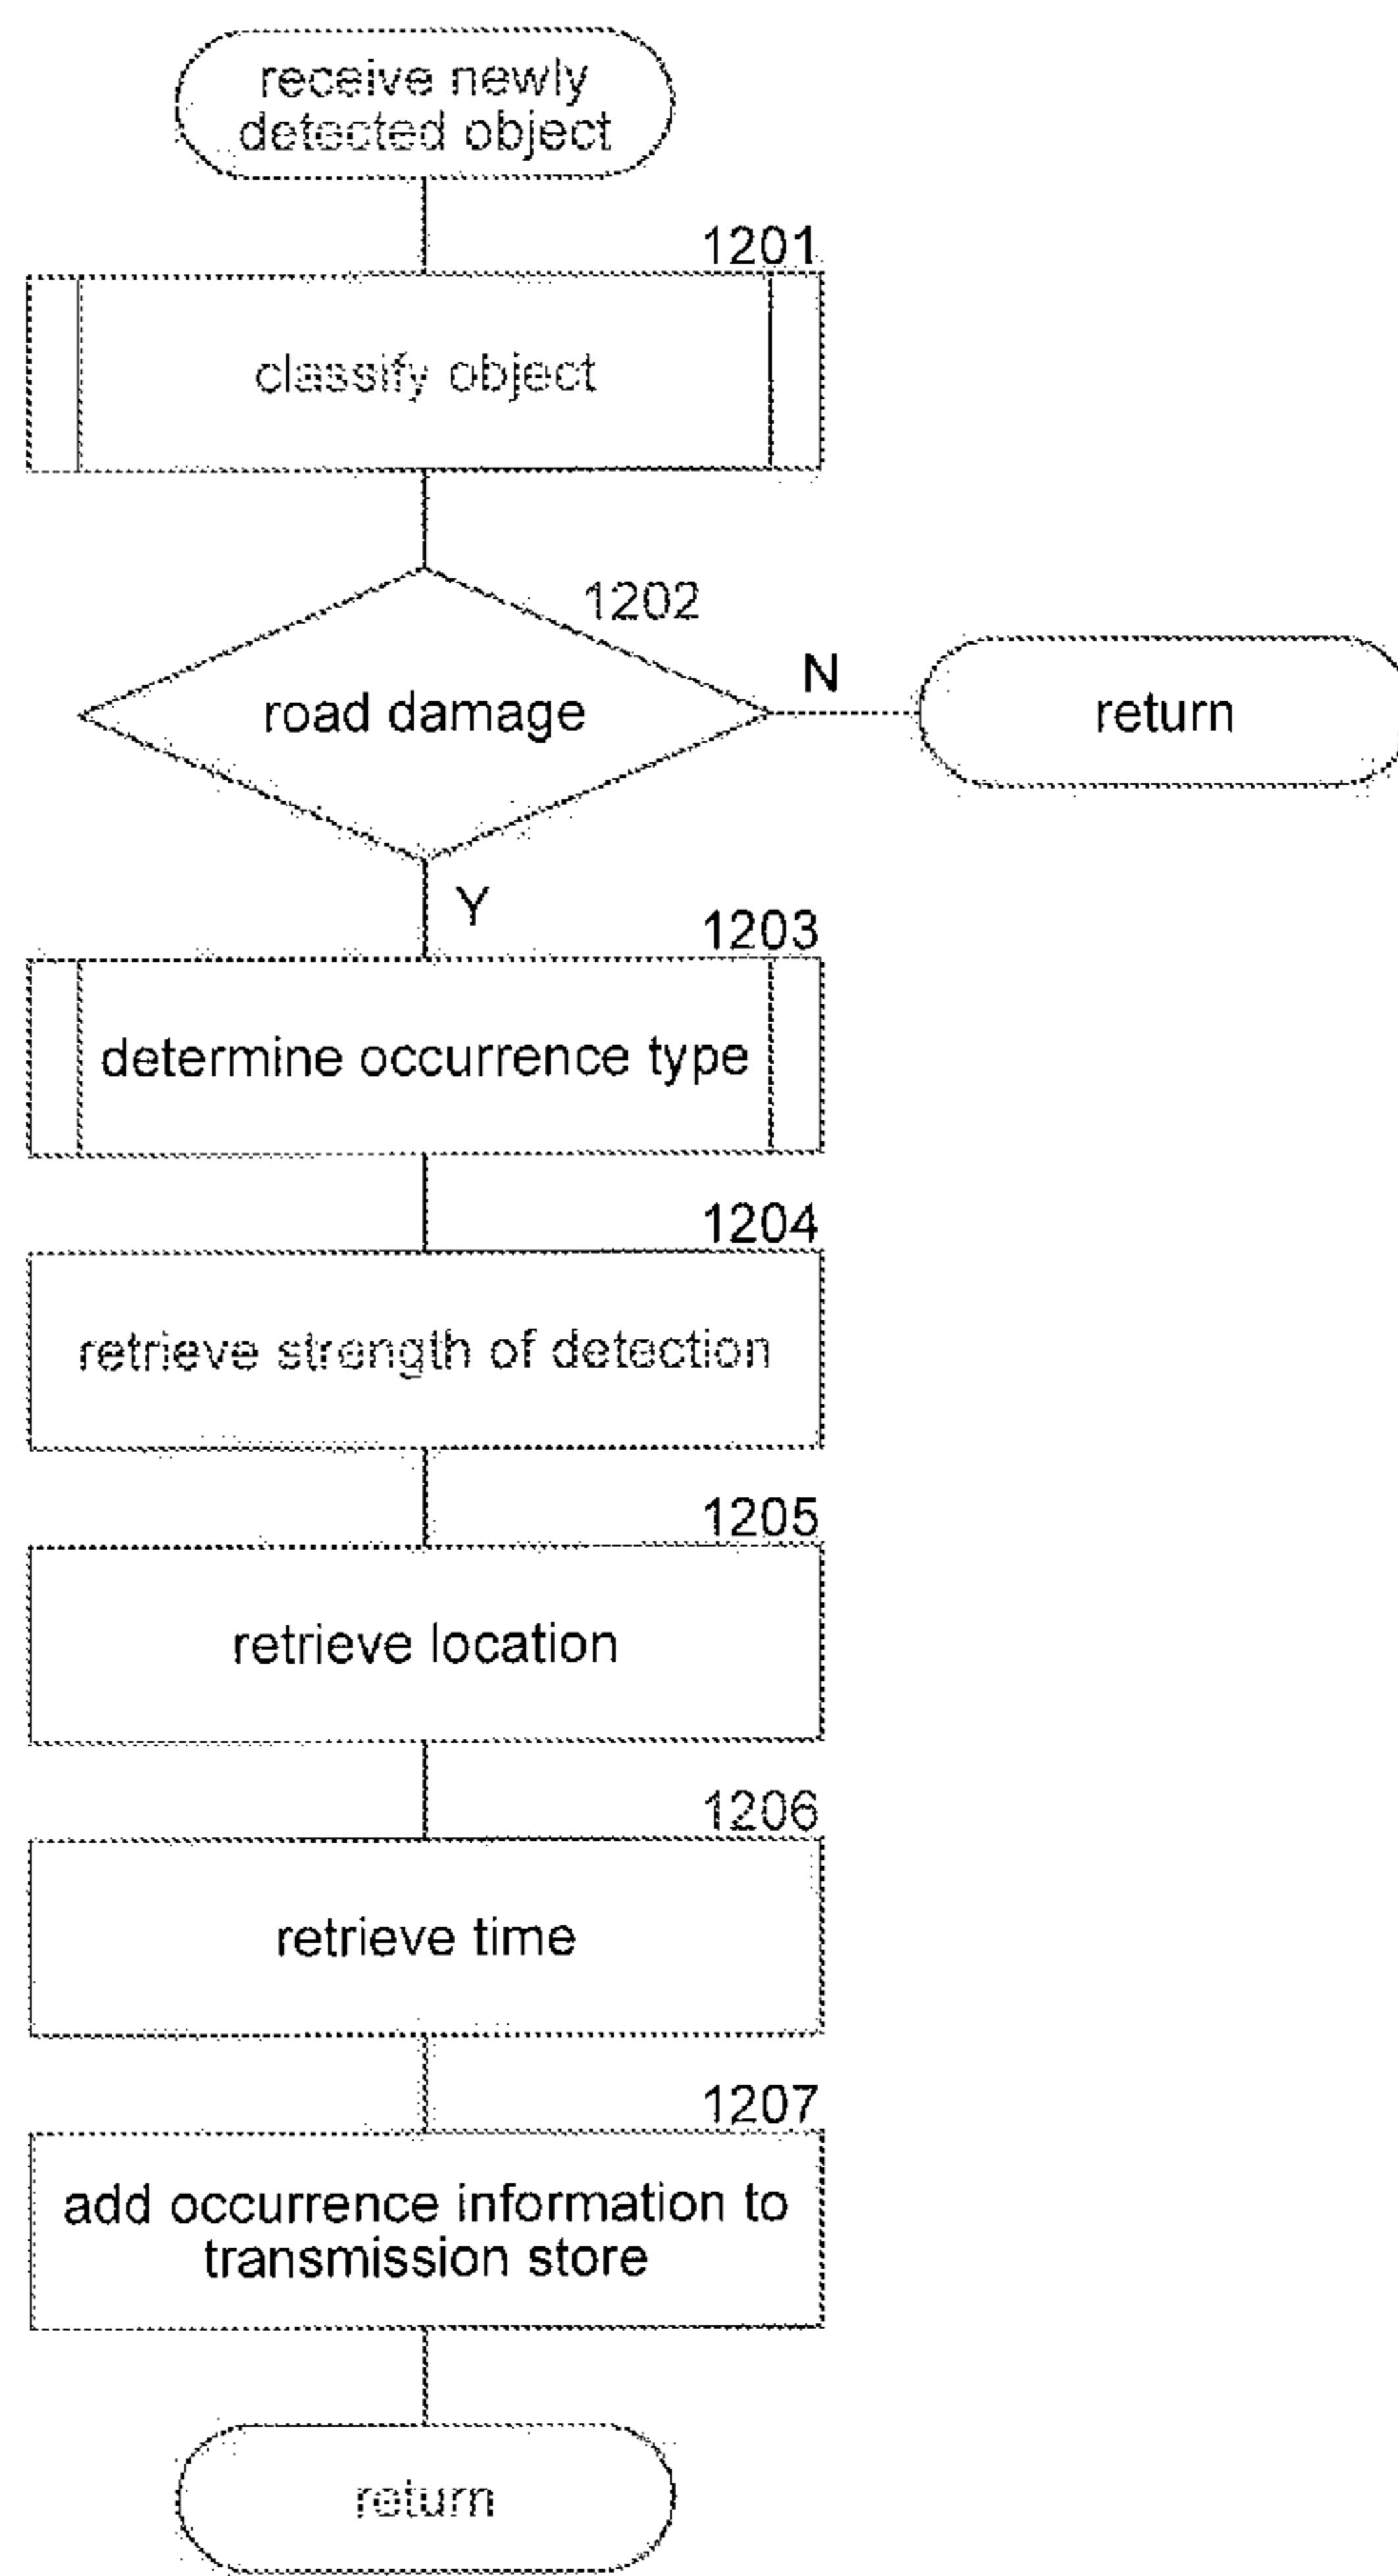 receive newly
detected object
1201
classify object
1202
road damage
N
return
Y
1203
determine occurrence type
1204
retrieve strength of detection
1205
retrieve location
1206
retrieve time
1207
add occurrence information to
transmission store
return